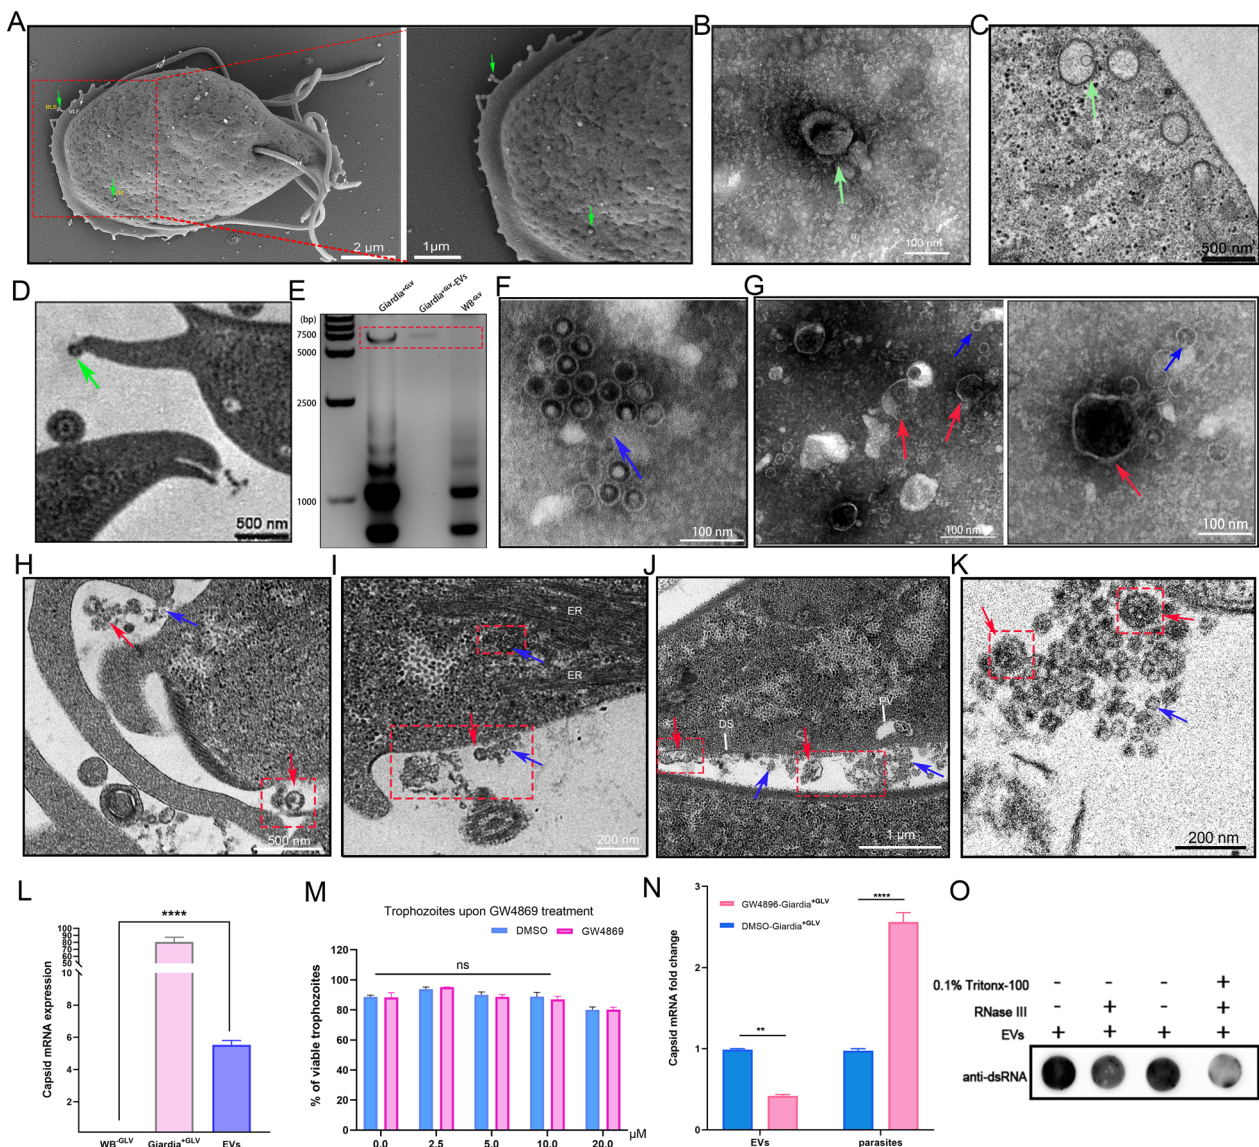 A
BLS
VLF
2 μm
1μm
B
100 nm
C
500 nm
D
500 nm
E
Giardia+GLV
Giardia+GLV-EVs
WB-GLV
(bp)
7500
5000
2500
1000
F
100 nm
G
100 nm
100 nm
H
500 nm
I
ER
ER
200 nm
J
DS
1 μm
K
200 nm
L
****
Capsid mRNA expression
90
80
70
60
50
10
8
6
4
2
WB-GLV
Giardia+GLV
EVs
M
Trophozoites upon GW4869 treatment
DMSO
GW4869
ns
% of viable trophozoites
120
100
80
60
40
20
0
0.0
2.5
5.0
10.0
20.0
μM
N
GW4896-Giardia+GLV
DMSO-Giardia+GLV
****
**
Capsid mRNA fold change
3
2
1
0
EVs
parasites
O
0.1% Tritonx-100 - - - +
RNase III - + - +
EVs + + + +
anti-dsRNA